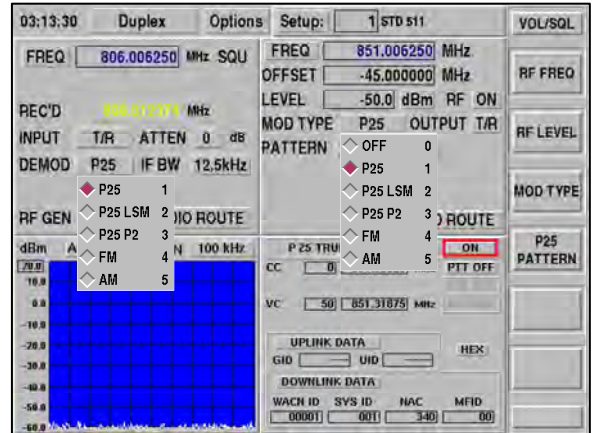 03:13:30 Duplex Options Setup: 1 STD 511 VOL/SQL
FREQ 806.006250 MHz SQU
FREQ 851.006250 MHz
OFFSET -45.000000 MHz
RF FREQ
REC'D MHz
LEVEL -50.0 dBm RF ON
INPUT T/R ATTEN 0 dB
MOD TYPE P25 OUTPUT T/R
RF LEVEL
DEMOD P25 IF BW 12.5kHz
PATTERN
OFF 0
P25 1
P25 LSM 2
P25 P2 3
FM 4
AM 5
MOD TYPE
P25 1
P25 LSM 2
P25 P2 3
FM 4
AM 5
RF GEN IO ROUTE
O ROUTE
P25
PATTERN
dBm A N 100 kHz
20.0
10.0
0.0
-10.0
-20.0
-30.0
-40.0
-50.0
-60.0
P 25 TRU ON
CC 0 PTT OFF
VC 50 851.31875 MHz
UPLINK DATA
GID UID HEX
DOWNLINK DATA
WACN ID SYS ID NAC MFID
00001 001 340 00